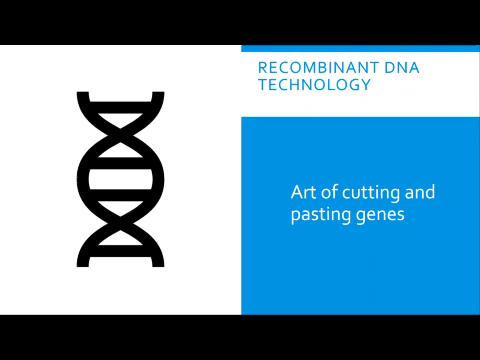 RECOMBINANT DNA
TECHNOLOGY
Art of cutting and
pasting genes